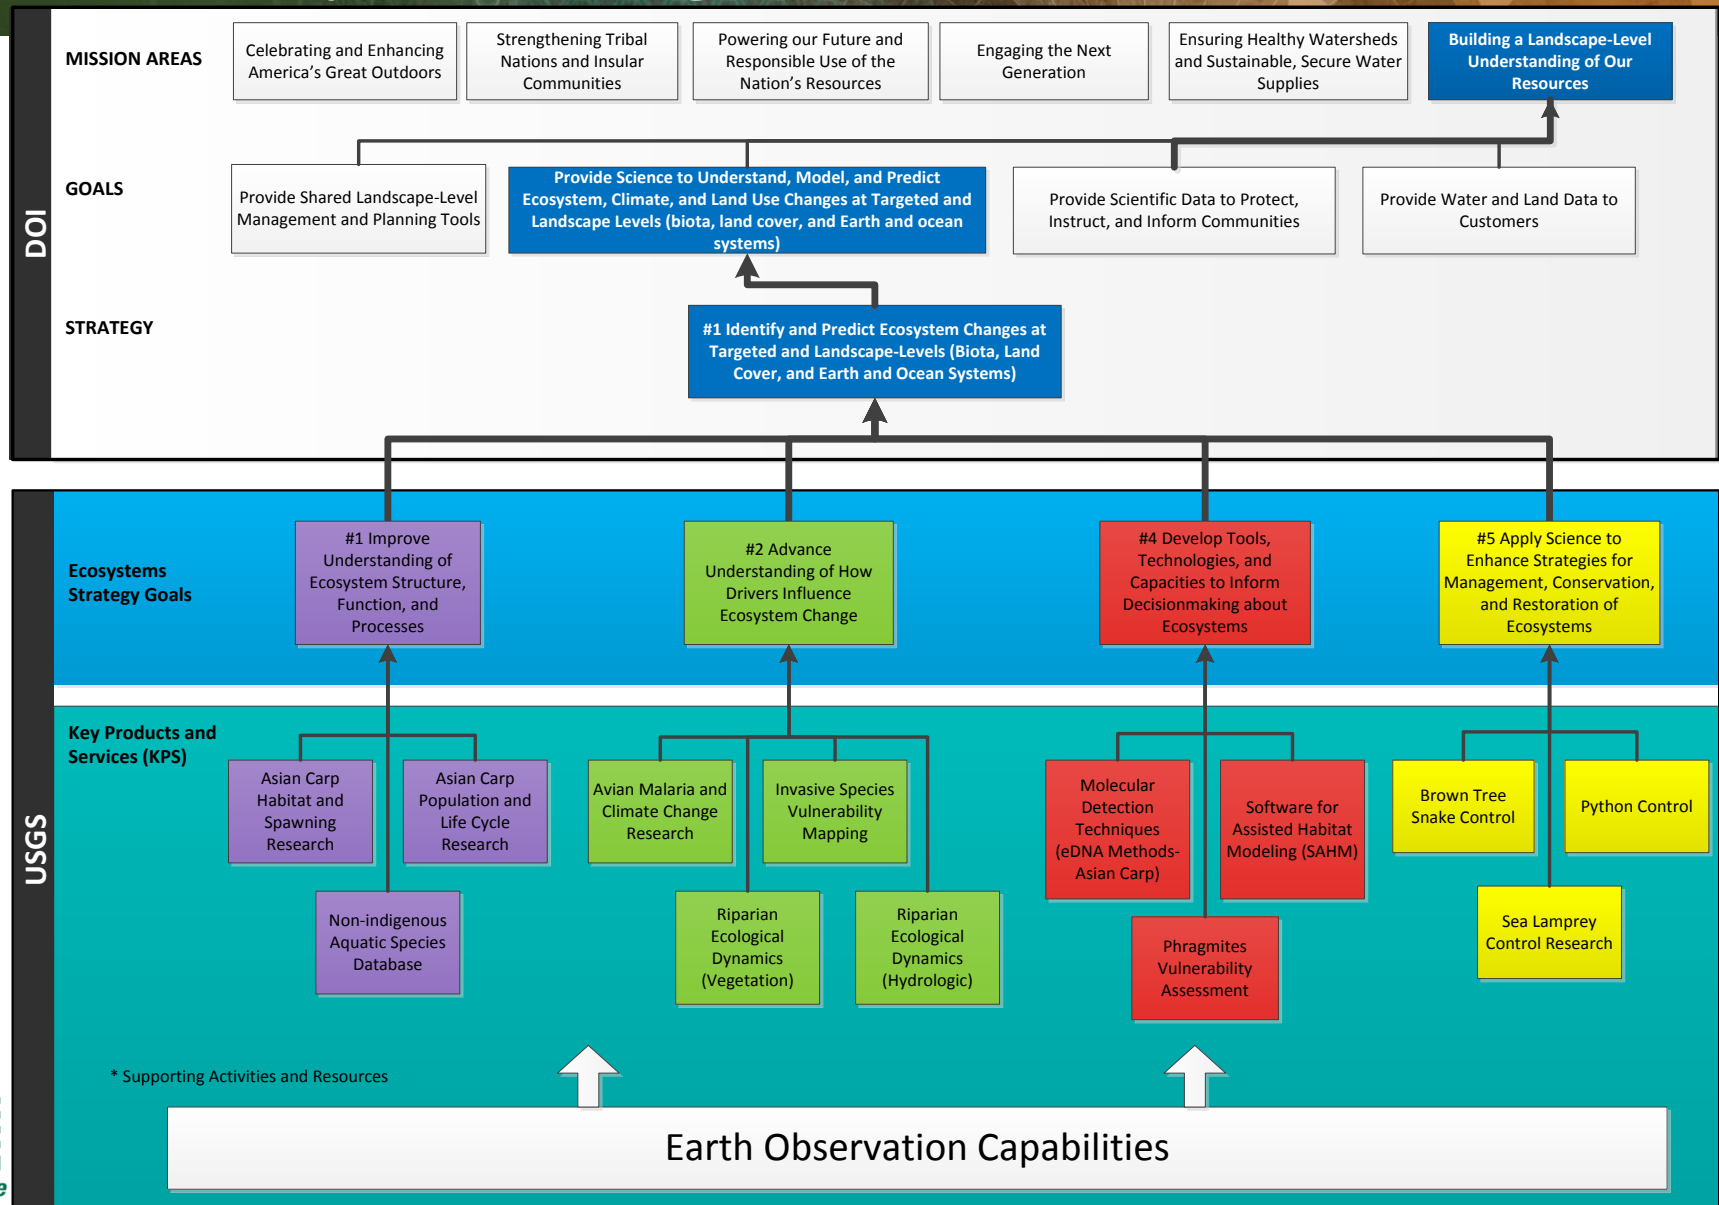 DOI
MISSION AREAS
Celebrating and Enhancing
America's Great Outdoors
Strengthening Tribal
Nations and Insular
Communities
Powering our Future and
Responsible Use of the
Nation's Resources
Engaging the Next
Generation
Ensuring Healthy Watersheds
and Sustainable, Secure Water
Supplies
Building a Landscape-Level
Understanding of Our
Resources
GOALS
Provide Shared Landscape-Level
Management and Planning Tools
Provide Science to Understand, Model, and Predict
Ecosystem, Climate, and Land Use Changes at Targeted and
Landscape Levels (biota, land cover, and Earth and ocean
systems)
Provide Scientific Data to Protect,
Instruct, and Inform Communities
Provide Water and Land Data to
Customers
STRATEGY
#1 Identify and Predict Ecosystem Changes at
Targeted and Landscape-Levels (Biota, Land
Cover, and Earth and Ocean Systems)
USGS
Ecosystems
Strategy Goals
#1 Improve
Understanding of
Ecosystem Structure,
Function, and
Processes
#2 Advance
Understanding of How
Drivers Influence
Ecosystem Change
#4 Develop Tools,
Technologies, and
Capacities to Inform
Decisionmaking about
Ecosystems
#5 Apply Science to
Enhance Strategies for
Management, Conservation,
and Restoration of
Ecosystems
Key Products and
Services (KPS)
Asian Carp
Habitat and
Spawning
Research
Asian Carp
Population and
Life Cycle
Research
Non-indigenous
Aquatic Species
Database
Avian Malaria and
Climate Change
Research
Invasive Species
Vulnerability
Mapping
Riparian
Ecological
Dynamics
(Vegetation)
Riparian
Ecological
Dynamics
(Hydrologic)
Molecular
Detection
Techniques
(eDNA Methods-
Asian Carp)
Software for
Assisted Habitat
Modeling (SAHM)
Phragmites
Vulnerability
Assessment
Brown Tree
Snake Control
Python Control
Sea Lamprey
Control Research
* Supporting Activities and Resources
Earth Observation Capabilities